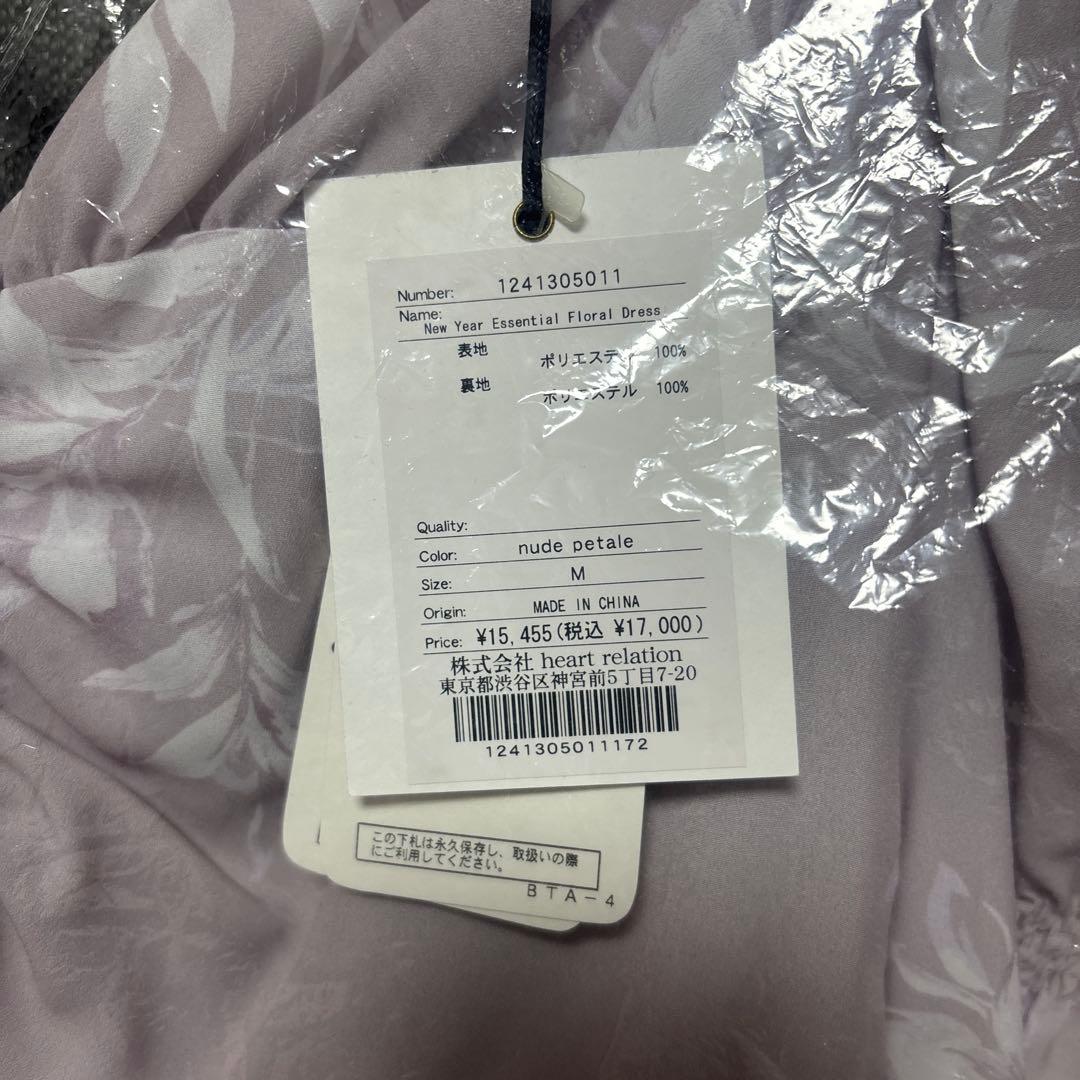 Number: 1241305011
Name:
New Year Essential Floral Dress
表地 ポリエステル 100%
裏地 ポリエステル 100%
Quality:
Color: nude petale
Size: M
Origin: MADE IN CHINA
Price: ¥15,455(税込 ¥17,000)
株式会社 heart relation
東京都渋谷区神宮前5丁目7-20
1241305011172
この下札は永久保存し、取扱いの際
にご利用してください。
BTA-4